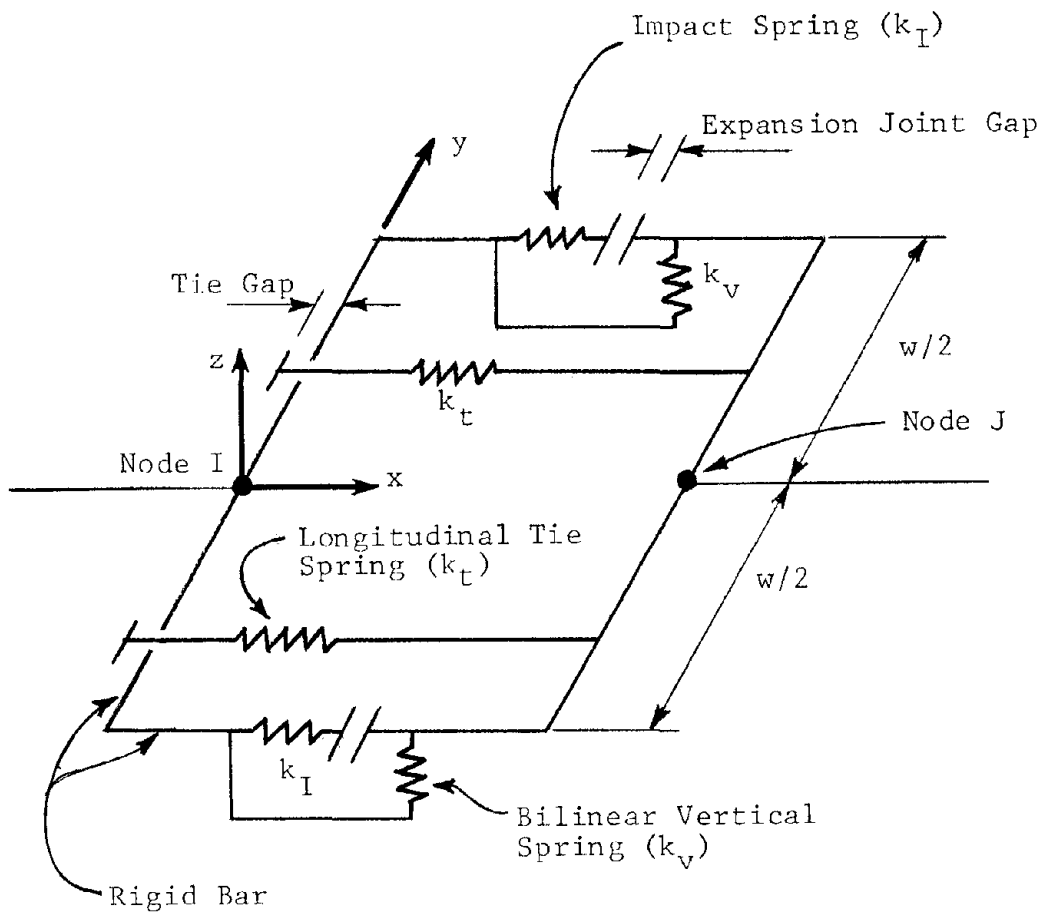 Impact Spring (k_I)
Expansion Joint Gap
y
Tie Gap
k_v
w/2
z
k_t
Node J
Node I
x
Longitudinal Tie
Spring (k_t)
w/2
k_I
Bilinear Vertical
Spring (k_v)
Rigid Bar